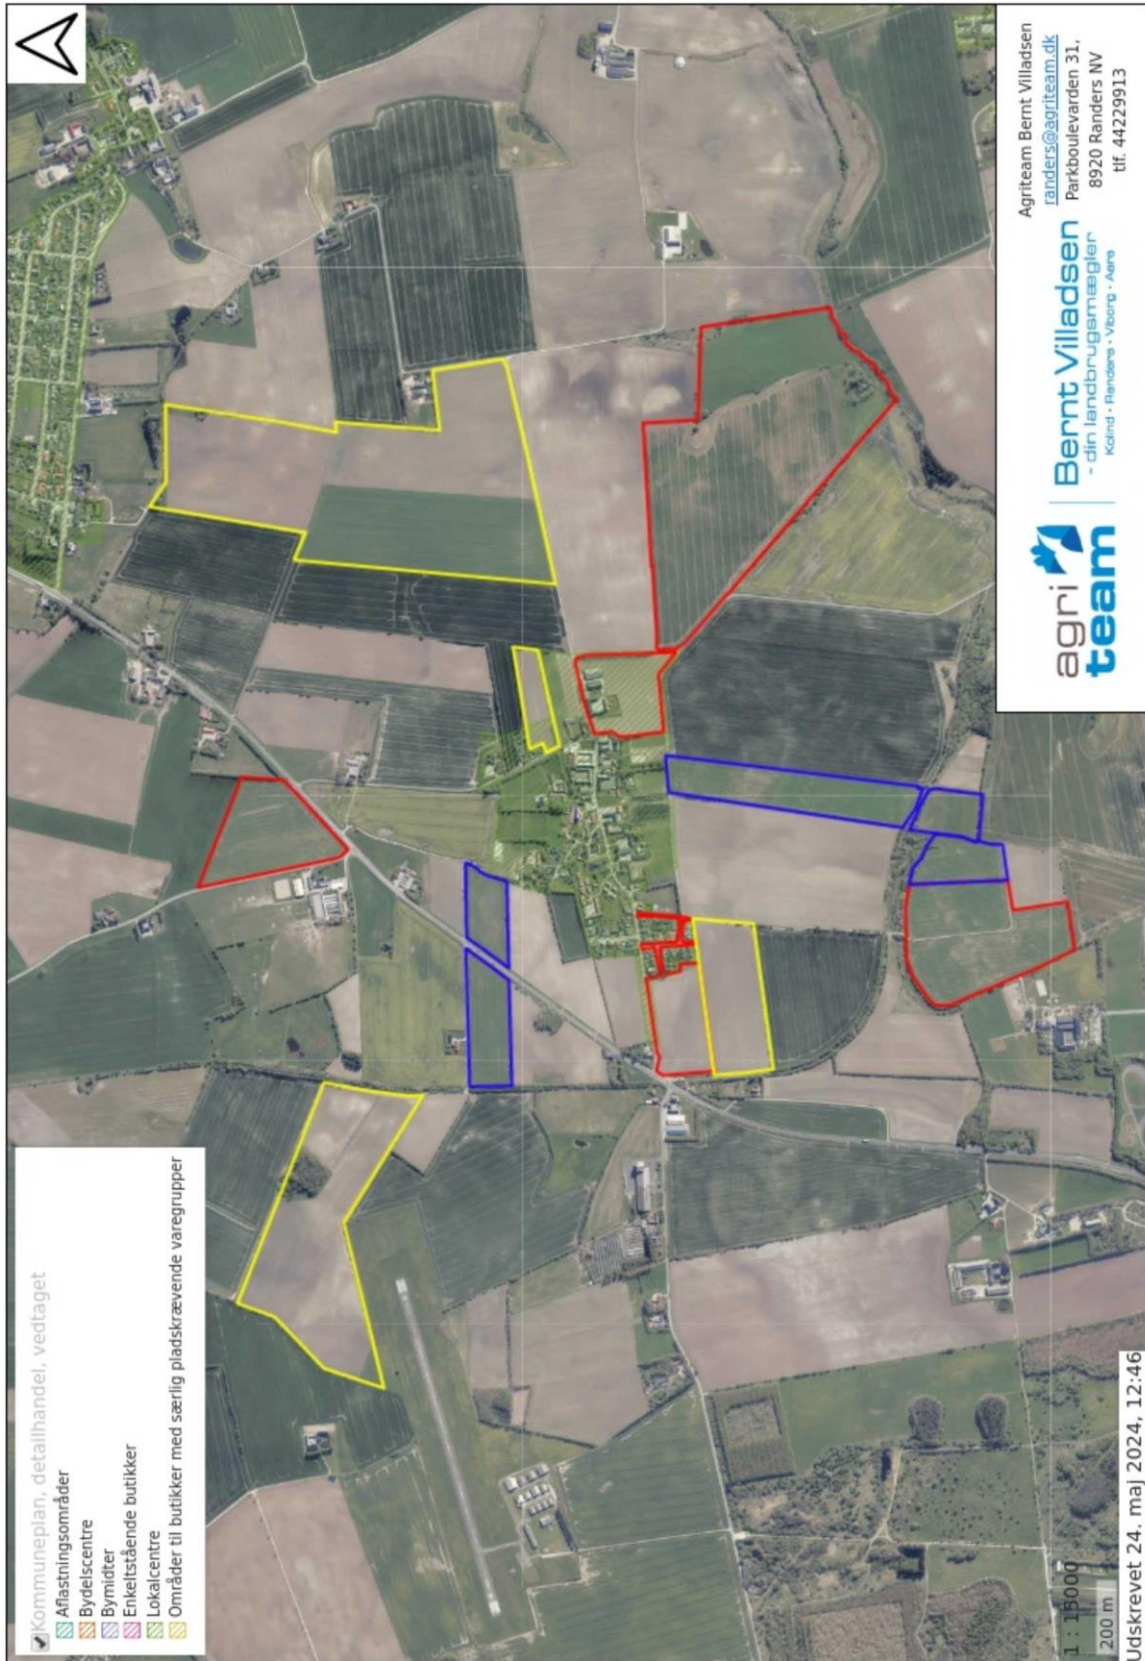 Kommuneplan, detailhandel, vedtaget
Aflastningsområder
Bydelscentre
Bymidter
Enkeltstående butikker
Lokalcentre
Områder til butikker med særlig pladskrævende varegrupper
1 : 15000
200 m
Udskrevet 24. maj 2024, 12:46
agri
team
Bernt Villadsen
- din landbrugsmægler
Kolind · Randers · Viborg · Aars
Agriteam Bernt Villadsen
randers@agriteam.dk
Parkboulevarden 31,
8920 Randers NV
tlf. 44229913